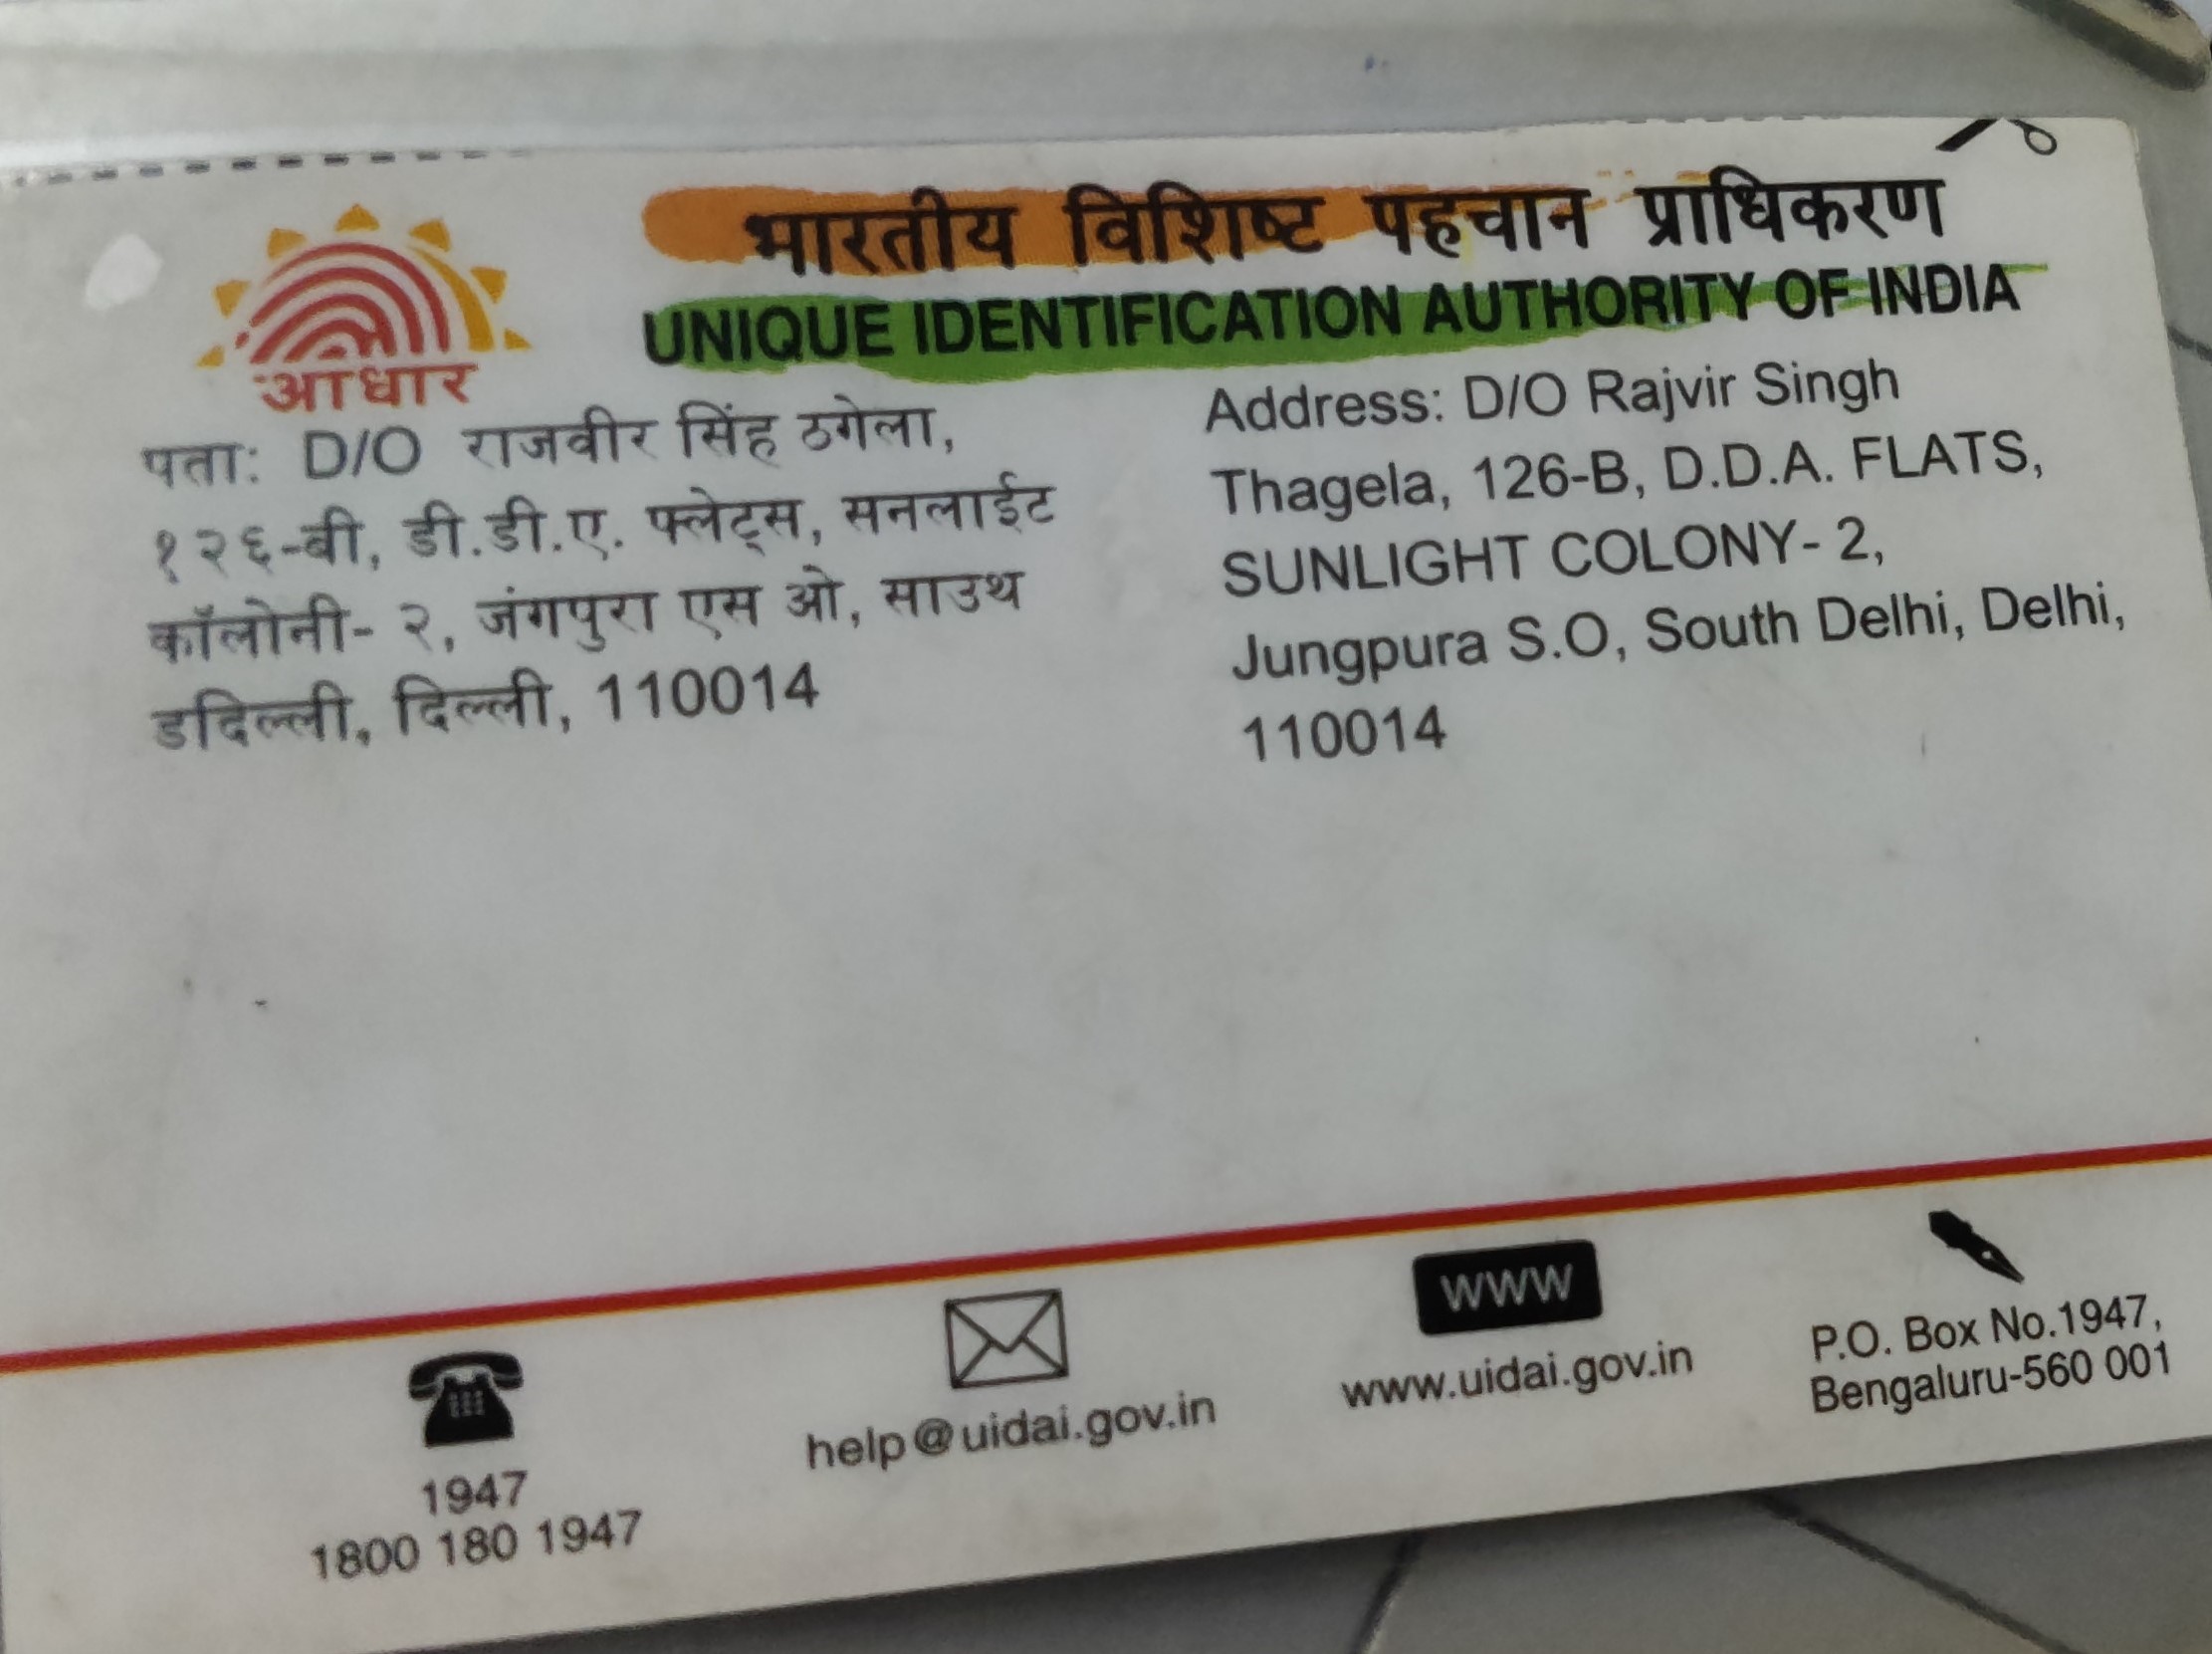 भारतीय विशिष्ट पहचान प्राधिकरण
UNIQUE IDENTIFICATION AUTHORITY OF INDIA
आधार
पता: D/O राजवीर सिंह ठगेला,
१२६-बी, डी.डी.ए. फ्लेट्स, सनलाईट
कॉलोनी- २, जंगपुरा एस ओ, साउथ
डदिल्ली, दिल्ली, 110014
Address: D/O Rajvir Singh
Thagela, 126-B, D.D.A. FLATS,
SUNLIGHT COLONY- 2,
Jungpura S.O, South Delhi, Delhi,
110014
1947
1800 180 1947
help@uidai.gov.in
WWW
www.uidai.gov.in
P.O. Box No.1947,
Bengaluru-560 001